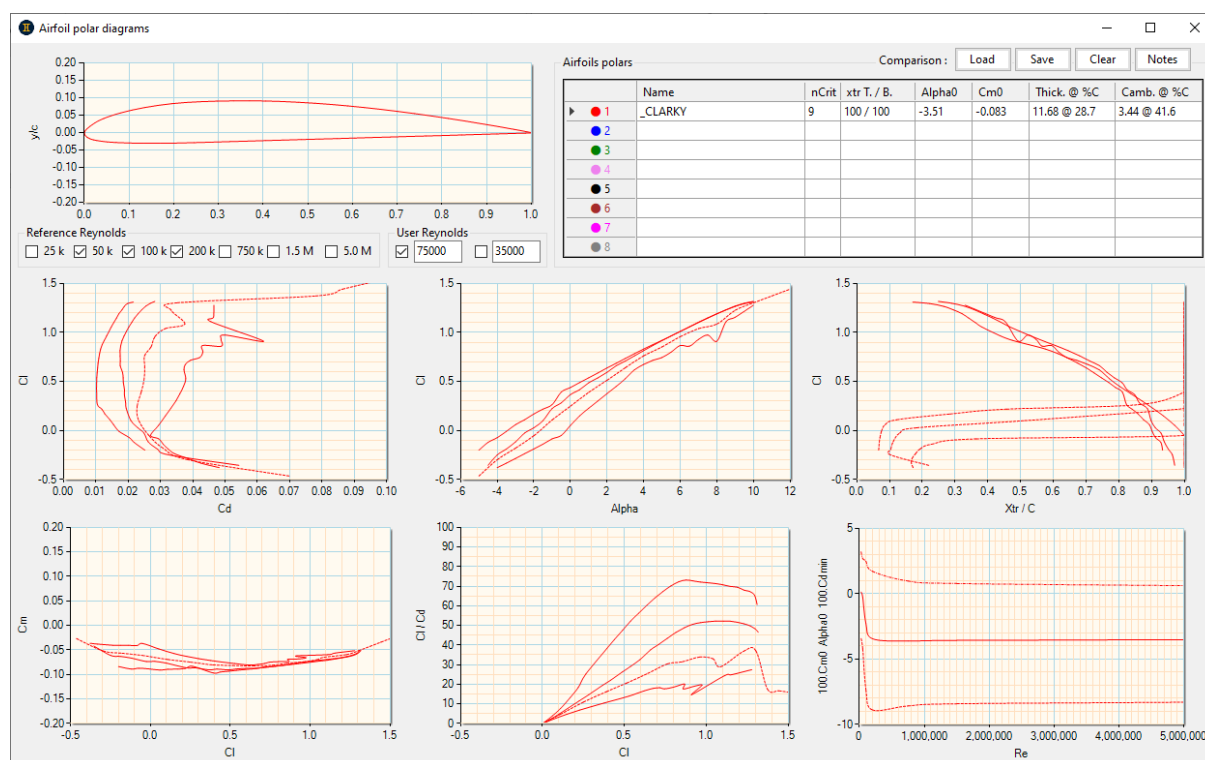 Airfoil polar diagrams
0.20
0.15
0.10
0.05
0.00
-0.05
-0.10
-0.15
-0.20
y/c
0.0 0.1 0.2 0.3 0.4 0.5 0.6 0.7 0.8 0.9 1.0
Airfoils polars
Comparison : Load Save Clear Notes
Name nCrit xtr T. / B. Alpha0 Cm0 Thick. @ %C Camb. @ %C
1 _CLARKY 9 100 / 100 -3.51 -0.083 11.68 @ 28.7 3.44 @ 41.6
2
3
4
5
6
7
8
Reference Reynolds
25 k 50 k 100 k 200 k 750 k 1.5 M 5.0 M
User Reynolds
75000 35000
1.5
1.0
0.5
0.0
-0.5
Cl
0.00 0.01 0.02 0.03 0.04 0.05 0.06 0.07 0.08 0.09 0.10
Cd
1.5
1.0
0.5
0.0
-0.5
Cl
-6 -4 -2 0 2 4 6 8 10 12
Alpha
1.5
1.0
0.5
0.0
-0.5
Cl
0.0 0.1 0.2 0.3 0.4 0.5 0.6 0.7 0.8 0.9 1.0
Xtr / C
0.20
0.15
0.10
0.05
0.00
-0.05
-0.10
-0.15
-0.20
Cm
-0.5 0.0 0.5 1.0 1.5
Cl
100
90
80
70
60
50
40
30
20
10
0
Cl / Cd
-0.5 0.0 0.5 1.0 1.5
Cl
5
0
-5
-10
100.Cm0 Alpha0 100.Cdmin
0 1,000,000 2,000,000 3,000,000 4,000,000 5,000,000
Re